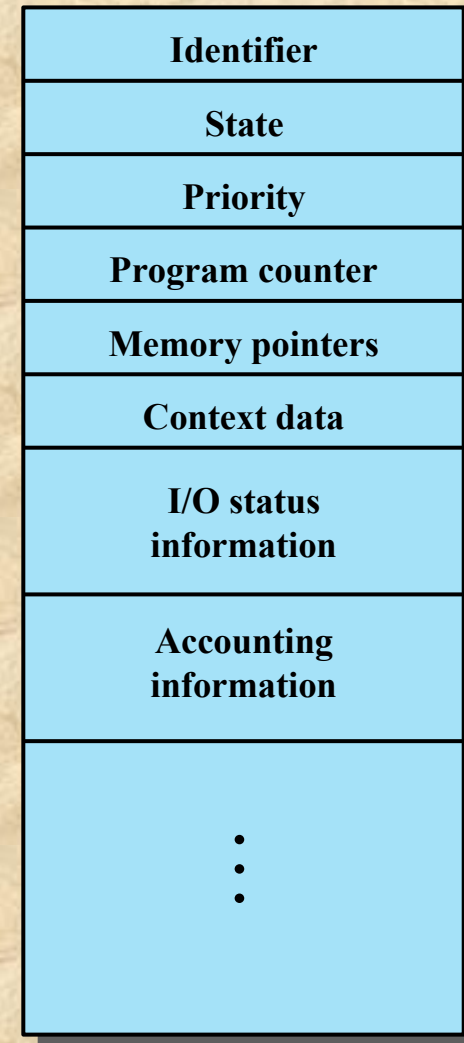 Identifier
State
Priority
Program counter
Memory pointers
Context data
I/O status
information
Accounting
information